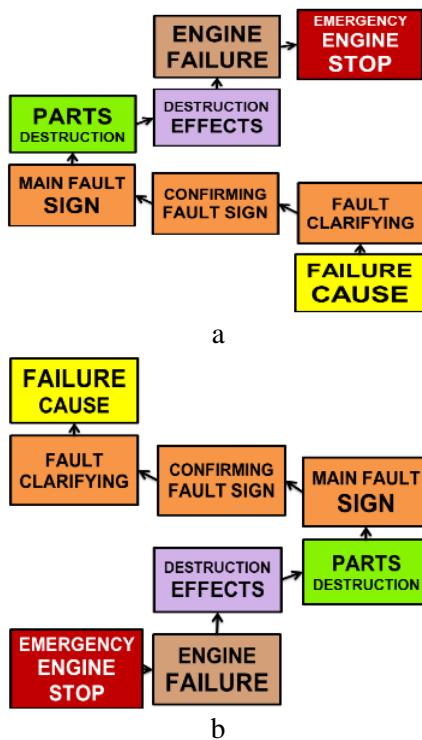 EMERGENCY
ENGINE
STOP
ENGINE
FAILURE
PARTS
DESTRUCTION
DESTRUCTION
EFFECTS
MAIN FAULT
SIGN
CONFIRMING
FAULT SIGN
FAULT
CLARIFYING
FAILURE
CAUSE
a
FAILURE
CAUSE
FAULT
CLARIFYING
CONFIRMING
FAULT SIGN
MAIN FAULT
SIGN
DESTRUCTION
EFFECTS
PARTS
DESTRUCTION
EMERGENCY
ENGINE
STOP
ENGINE
FAILURE
b